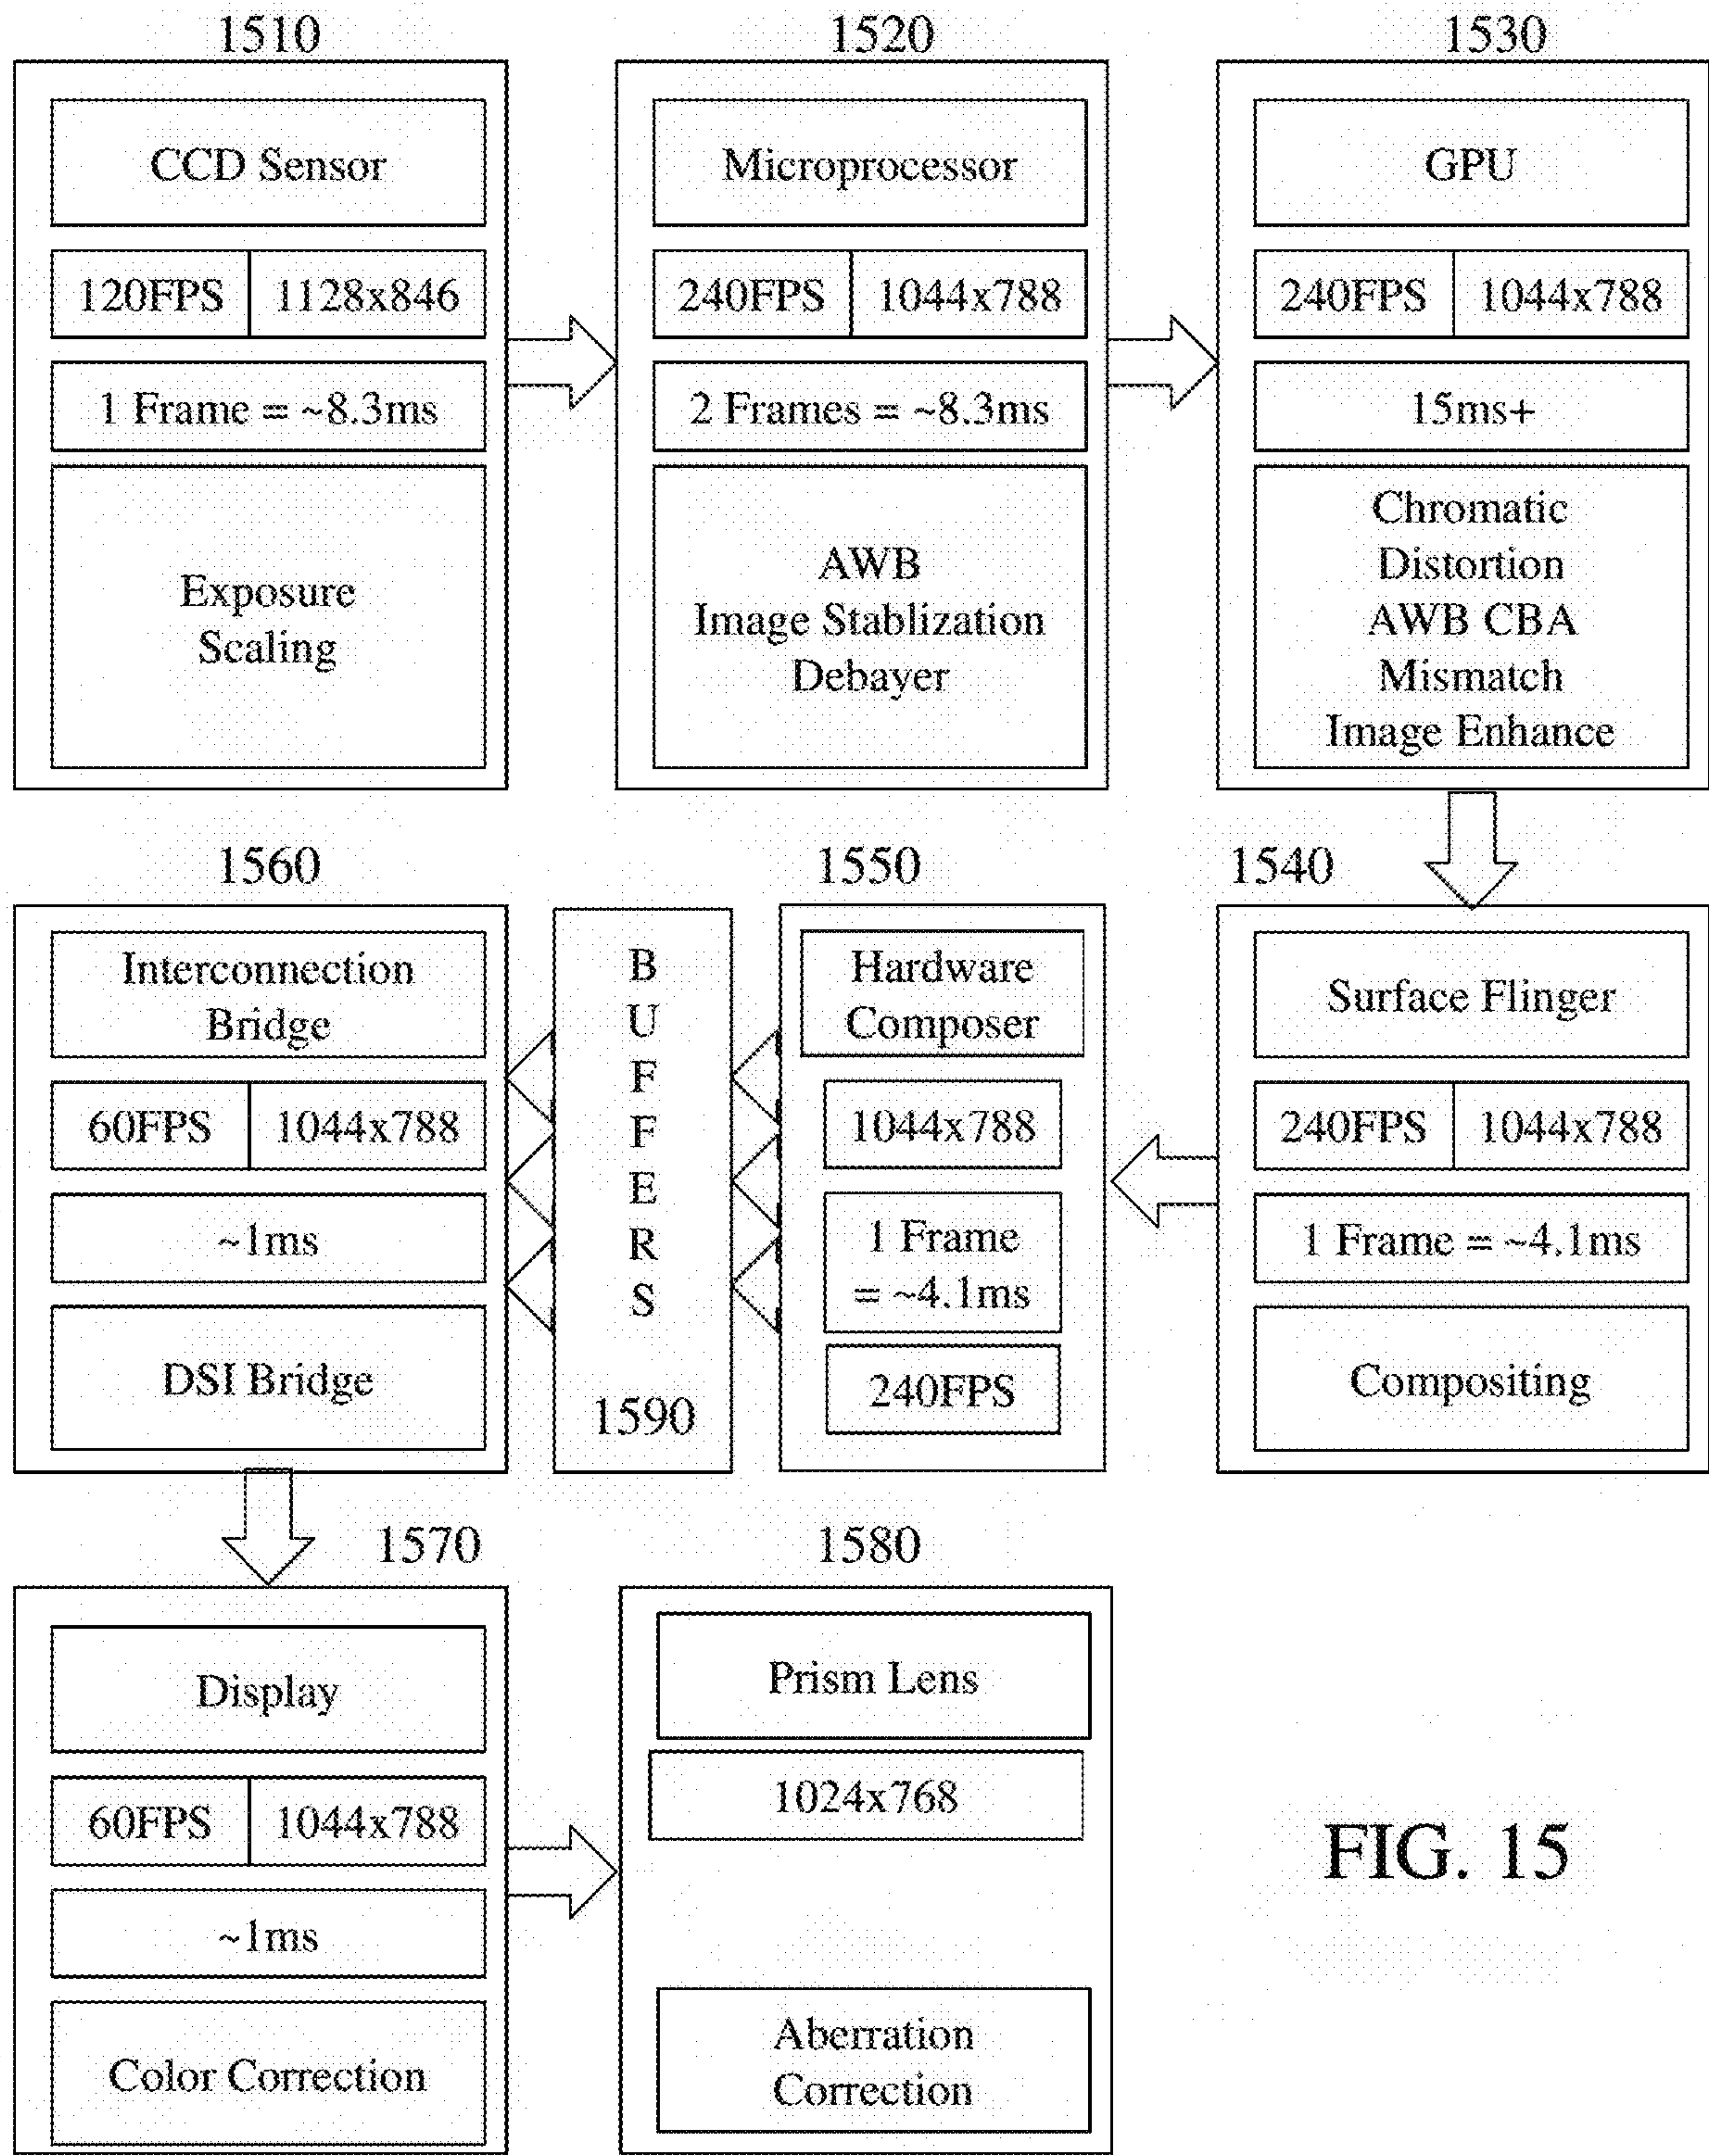 1510
CCD Sensor
120FPS
1128x846
1 Frame = ~8.3ms
Exposure
Scaling
1520
Microprocessor
240FPS
1044x788
2 Frames = ~8.3ms
AWB
Image Stablization
Debayer
1530
GPU
240FPS
1044x788
15ms+
Chromatic
Distortion
AWB CBA
Mismatch
Image Enhance
1540
Surface Flinger
240FPS
1044x788
1 Frame = ~4.1ms
Compositing
1550
Hardware
Composer
1044x788
1 Frame
= ~4.1ms
240FPS
B
U
F
F
E
R
S
1590
1560
Interconnection
Bridge
60FPS
1044x788
~1ms
DSI Bridge
1570
Display
60FPS
1044x788
~1ms
Color Correction
1580
Prism Lens
1024x768
Aberration
Correction
FIG. 15